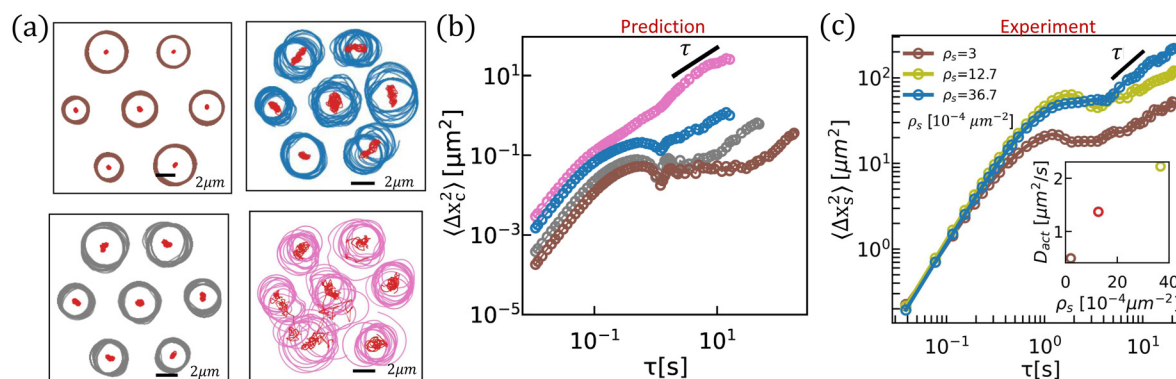 (a)
2μm
2μm
2μm
2μm
(b)
Prediction
τ
⟨Δx_c^2⟩ [μm^2]
10^1
10^-1
10^-3
10^-5
10^-1
10^1
τ[s]
(c)
Experiment
ρ_s=3
ρ_s=12.7
ρ_s=36.7
ρ_s [10^-4 μm^-2]
τ
⟨Δx_s^2⟩ [μm^2]
10^2
10^1
10^0
10^-1
10^0
10^1
τ[s]
D_act [μm^2/s]
2
1
0
20
40
ρ_s [10^-4 μm^-2]